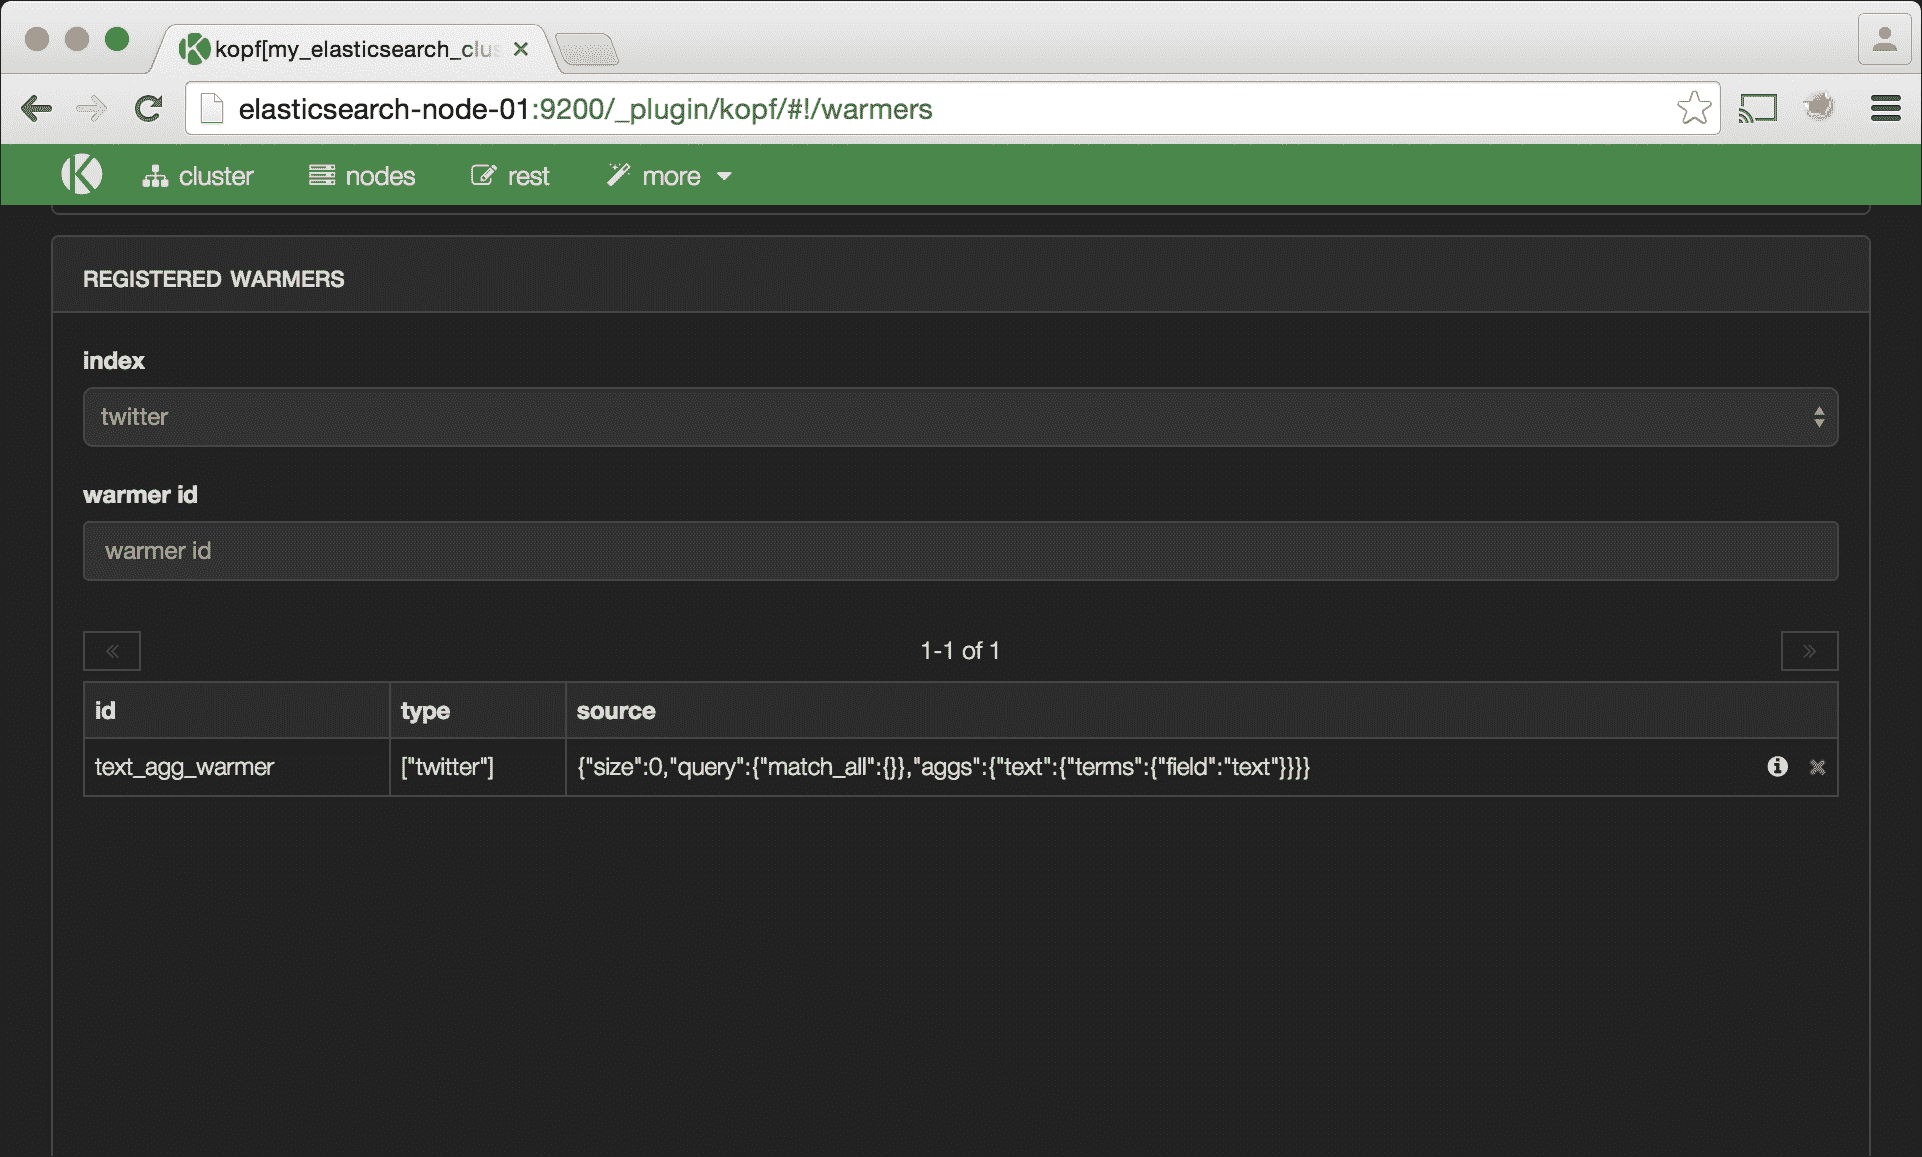 kopf[my_elasticsearch_clus
elasticsearch-node-01:9200/_plugin/kopf/#!/warmers
cluster nodes rest more
REGISTERED WARMERS
index
twitter
warmer id
warmer id
« 1-1 of 1 »
id type source
text_agg_warmer ["twitter"] {"size":0,"query":{"match_all":{}},"aggs":{"text":{"terms":{"field":"text"}}}}